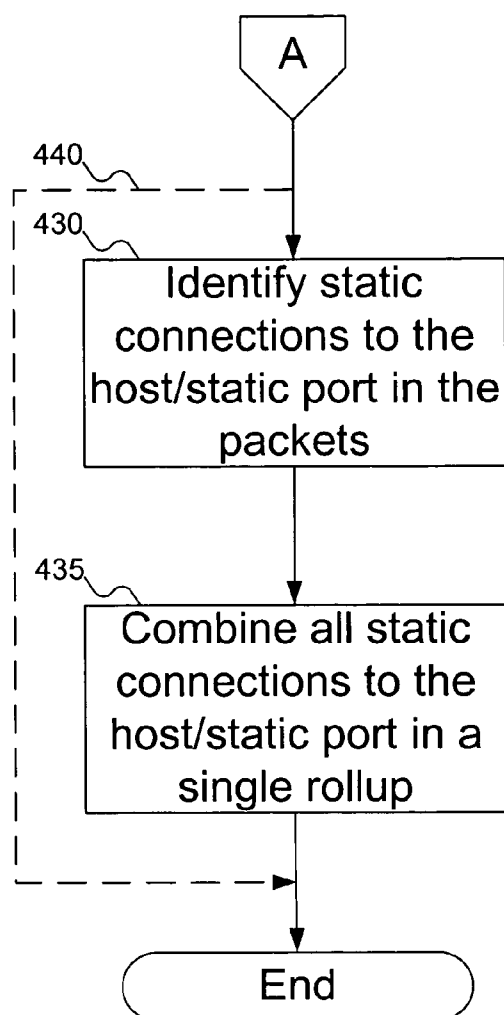 A
440
430
Identify static
connections to the
host/static port in the
packets
435
Combine all static
connections to the
host/static port in a
single rollup
End